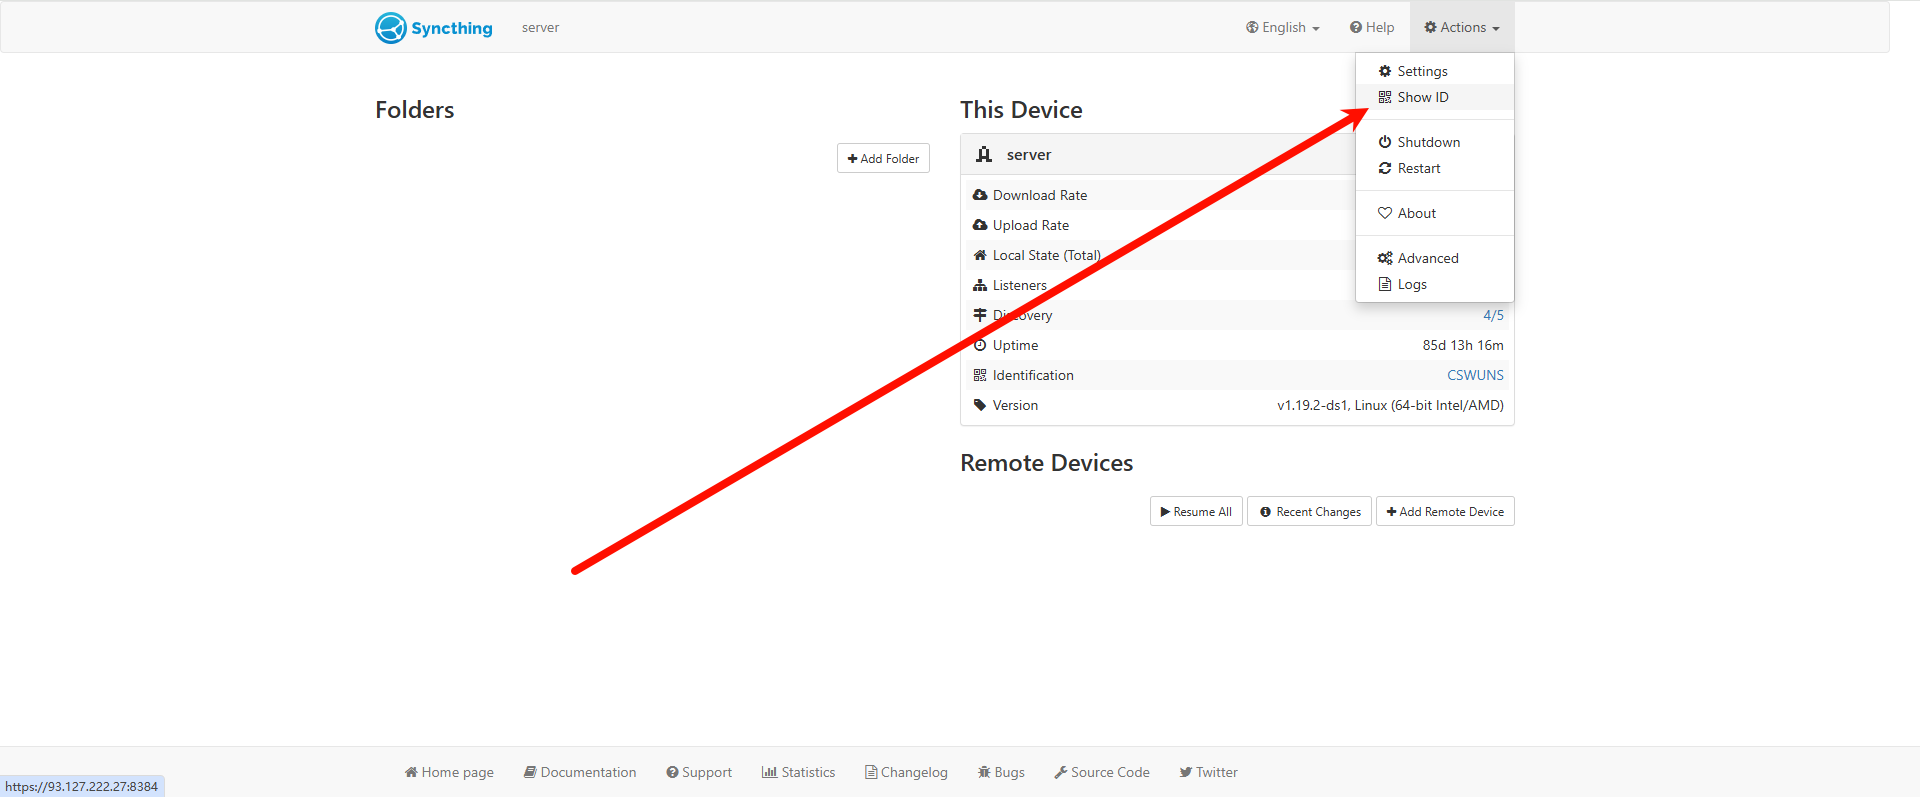 Syncthing server English Help Actions
Settings
Show ID
Shutdown
Restart
About
Advanced
Logs
Folders
Add Folder
This Device
server
Download Rate
Upload Rate
Local State (Total)
Listeners
Discovery 4/5
Uptime 85d 13h 16m
Identification CSWUNS
Version v1.19.2-ds1, Linux (64-bit Intel/AMD)
Remote Devices
Resume All Recent Changes Add Remote Device
Home page Documentation Support Statistics Changelog Bugs Source Code Twitter
https://93.127.222.27:8384